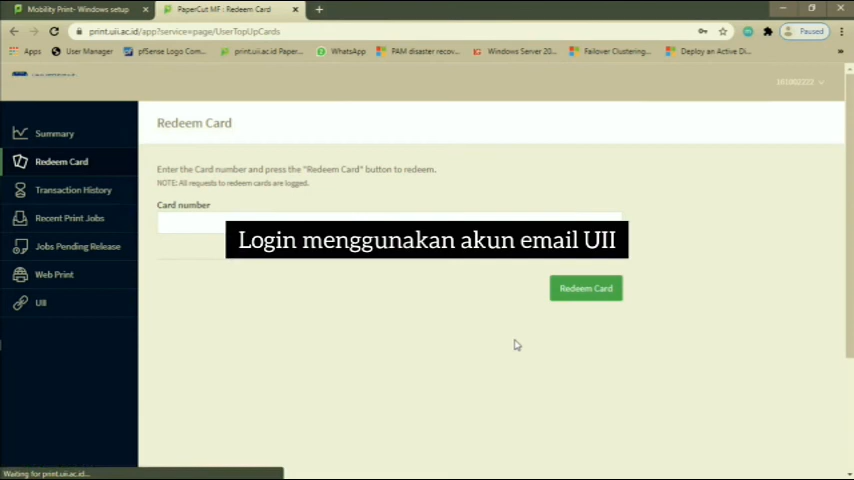 Mobility Print- Windows setup
PaperCut MF : Redeem Card
print.uii.ac.id/app?service=page/UserTopUpCards
Paused
Apps
User Manager
pfSense Logo Com...
print.uii.ac.id Paper...
WhatsApp
PAM disaster recov...
Windows Server 20...
Failover Clustering...
Deploy an Active Di...
Summary
Redeem Card
Transaction History
Recent Print Jobs
Jobs Pending Release
Web Print
UII
Redeem Card
Enter the Card number and press the "Redeem Card" button to redeem.
NOTE: All requests to redeem cards are logged.
Card number
Login menggunakan akun email UII
Redeem Card
Waiting for print.uii.ac.id...